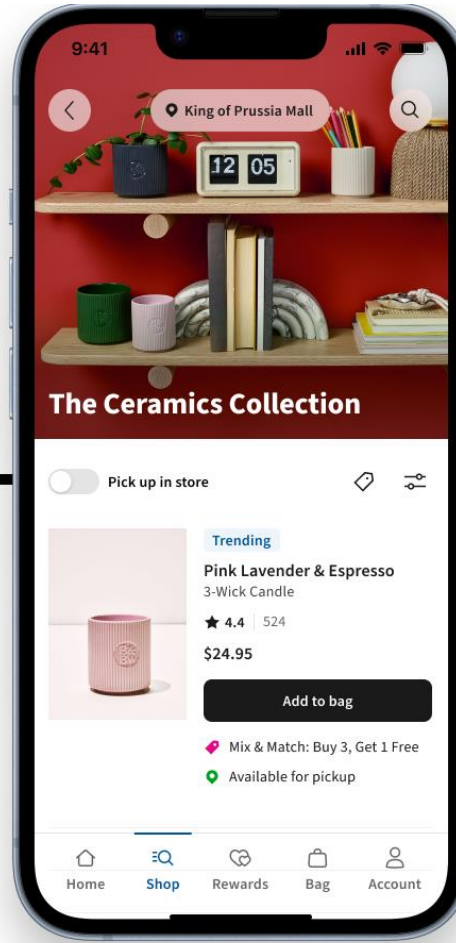 9:41
King of Prussia Mall
12 05
The Ceramics Collection
Pick up in store
Trending
Pink Lavender & Espresso
3-Wick Candle
4.4 524
$24.95
Add to bag
Mix & Match: Buy 3, Get 1 Free
Available for pickup
Home Shop Rewards Bag Account